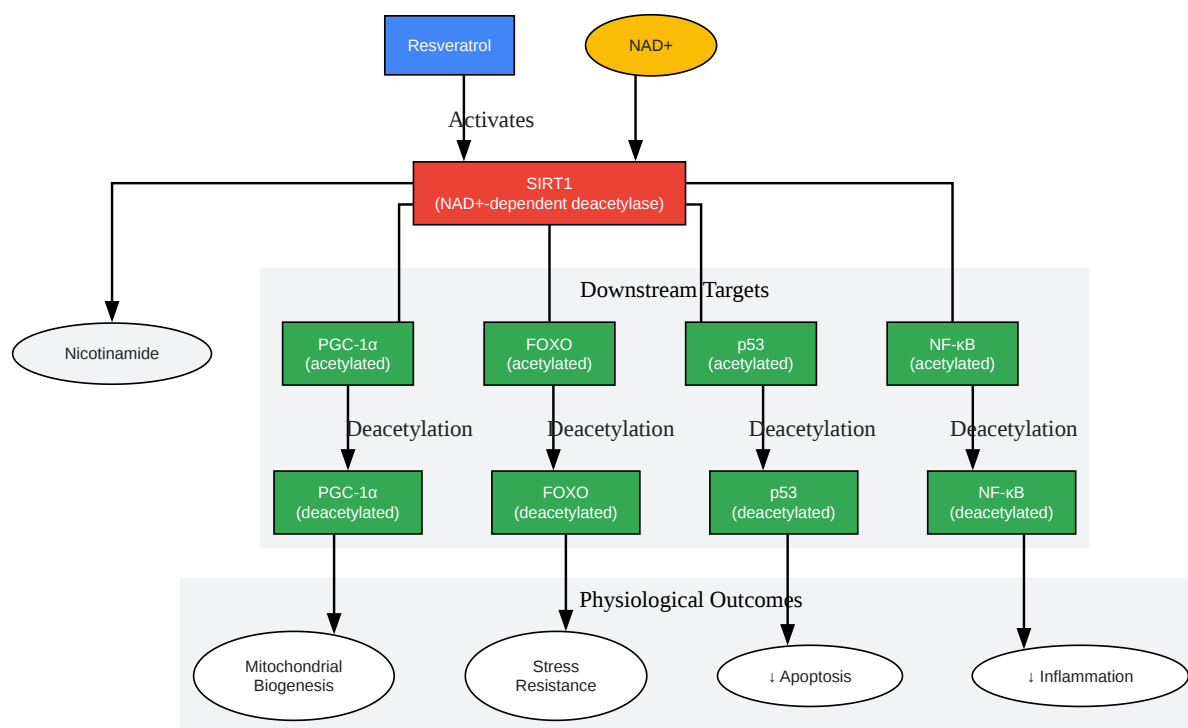 Resveratrol
NAD+
Activates
SIRT1
(NAD+-dependent deacetylase)
Downstream Targets
Nicotinamide
PGC-1α
(acetylated)
FOXO
(acetylated)
p53
(acetylated)
NF-κB
(acetylated)
Deacetylation
Deacetylation
Deacetylation
Deacetylation
PGC-1α
(deacetylated)
FOXO
(deacetylated)
p53
(deacetylated)
NF-κB
(deacetylated)
Physiological Outcomes
Mitochondrial
Biogenesis
Stress
Resistance
↓ Apoptosis
↓ Inflammation